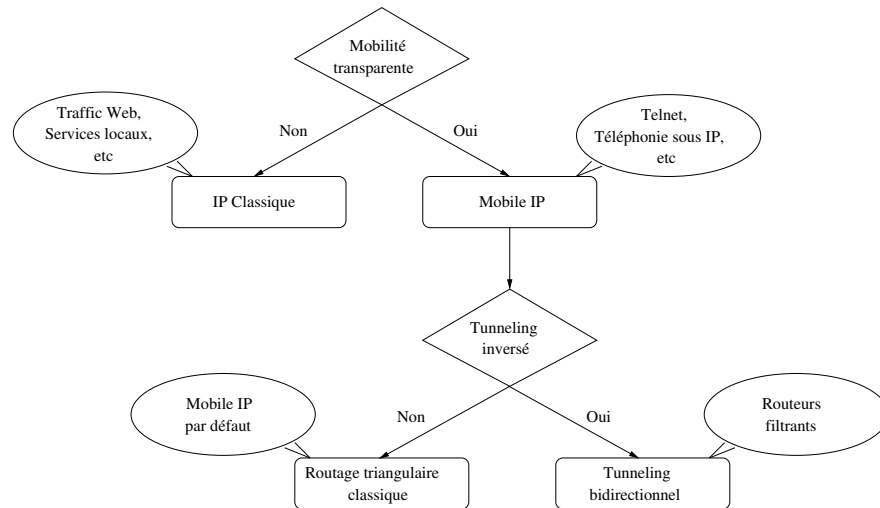 Mobilité
transparente
Traffic Web,
Services locaux,
etc
Non
Oui
Telnet,
Téléphonie sous IP,
etc
IP Classique
Mobile IP
Tunneling
inversé
Mobile IP
par défaut
Non
Oui
Routeurs
filtrants
Routage triangulaire
classique
Tunneling
bidirectionnel